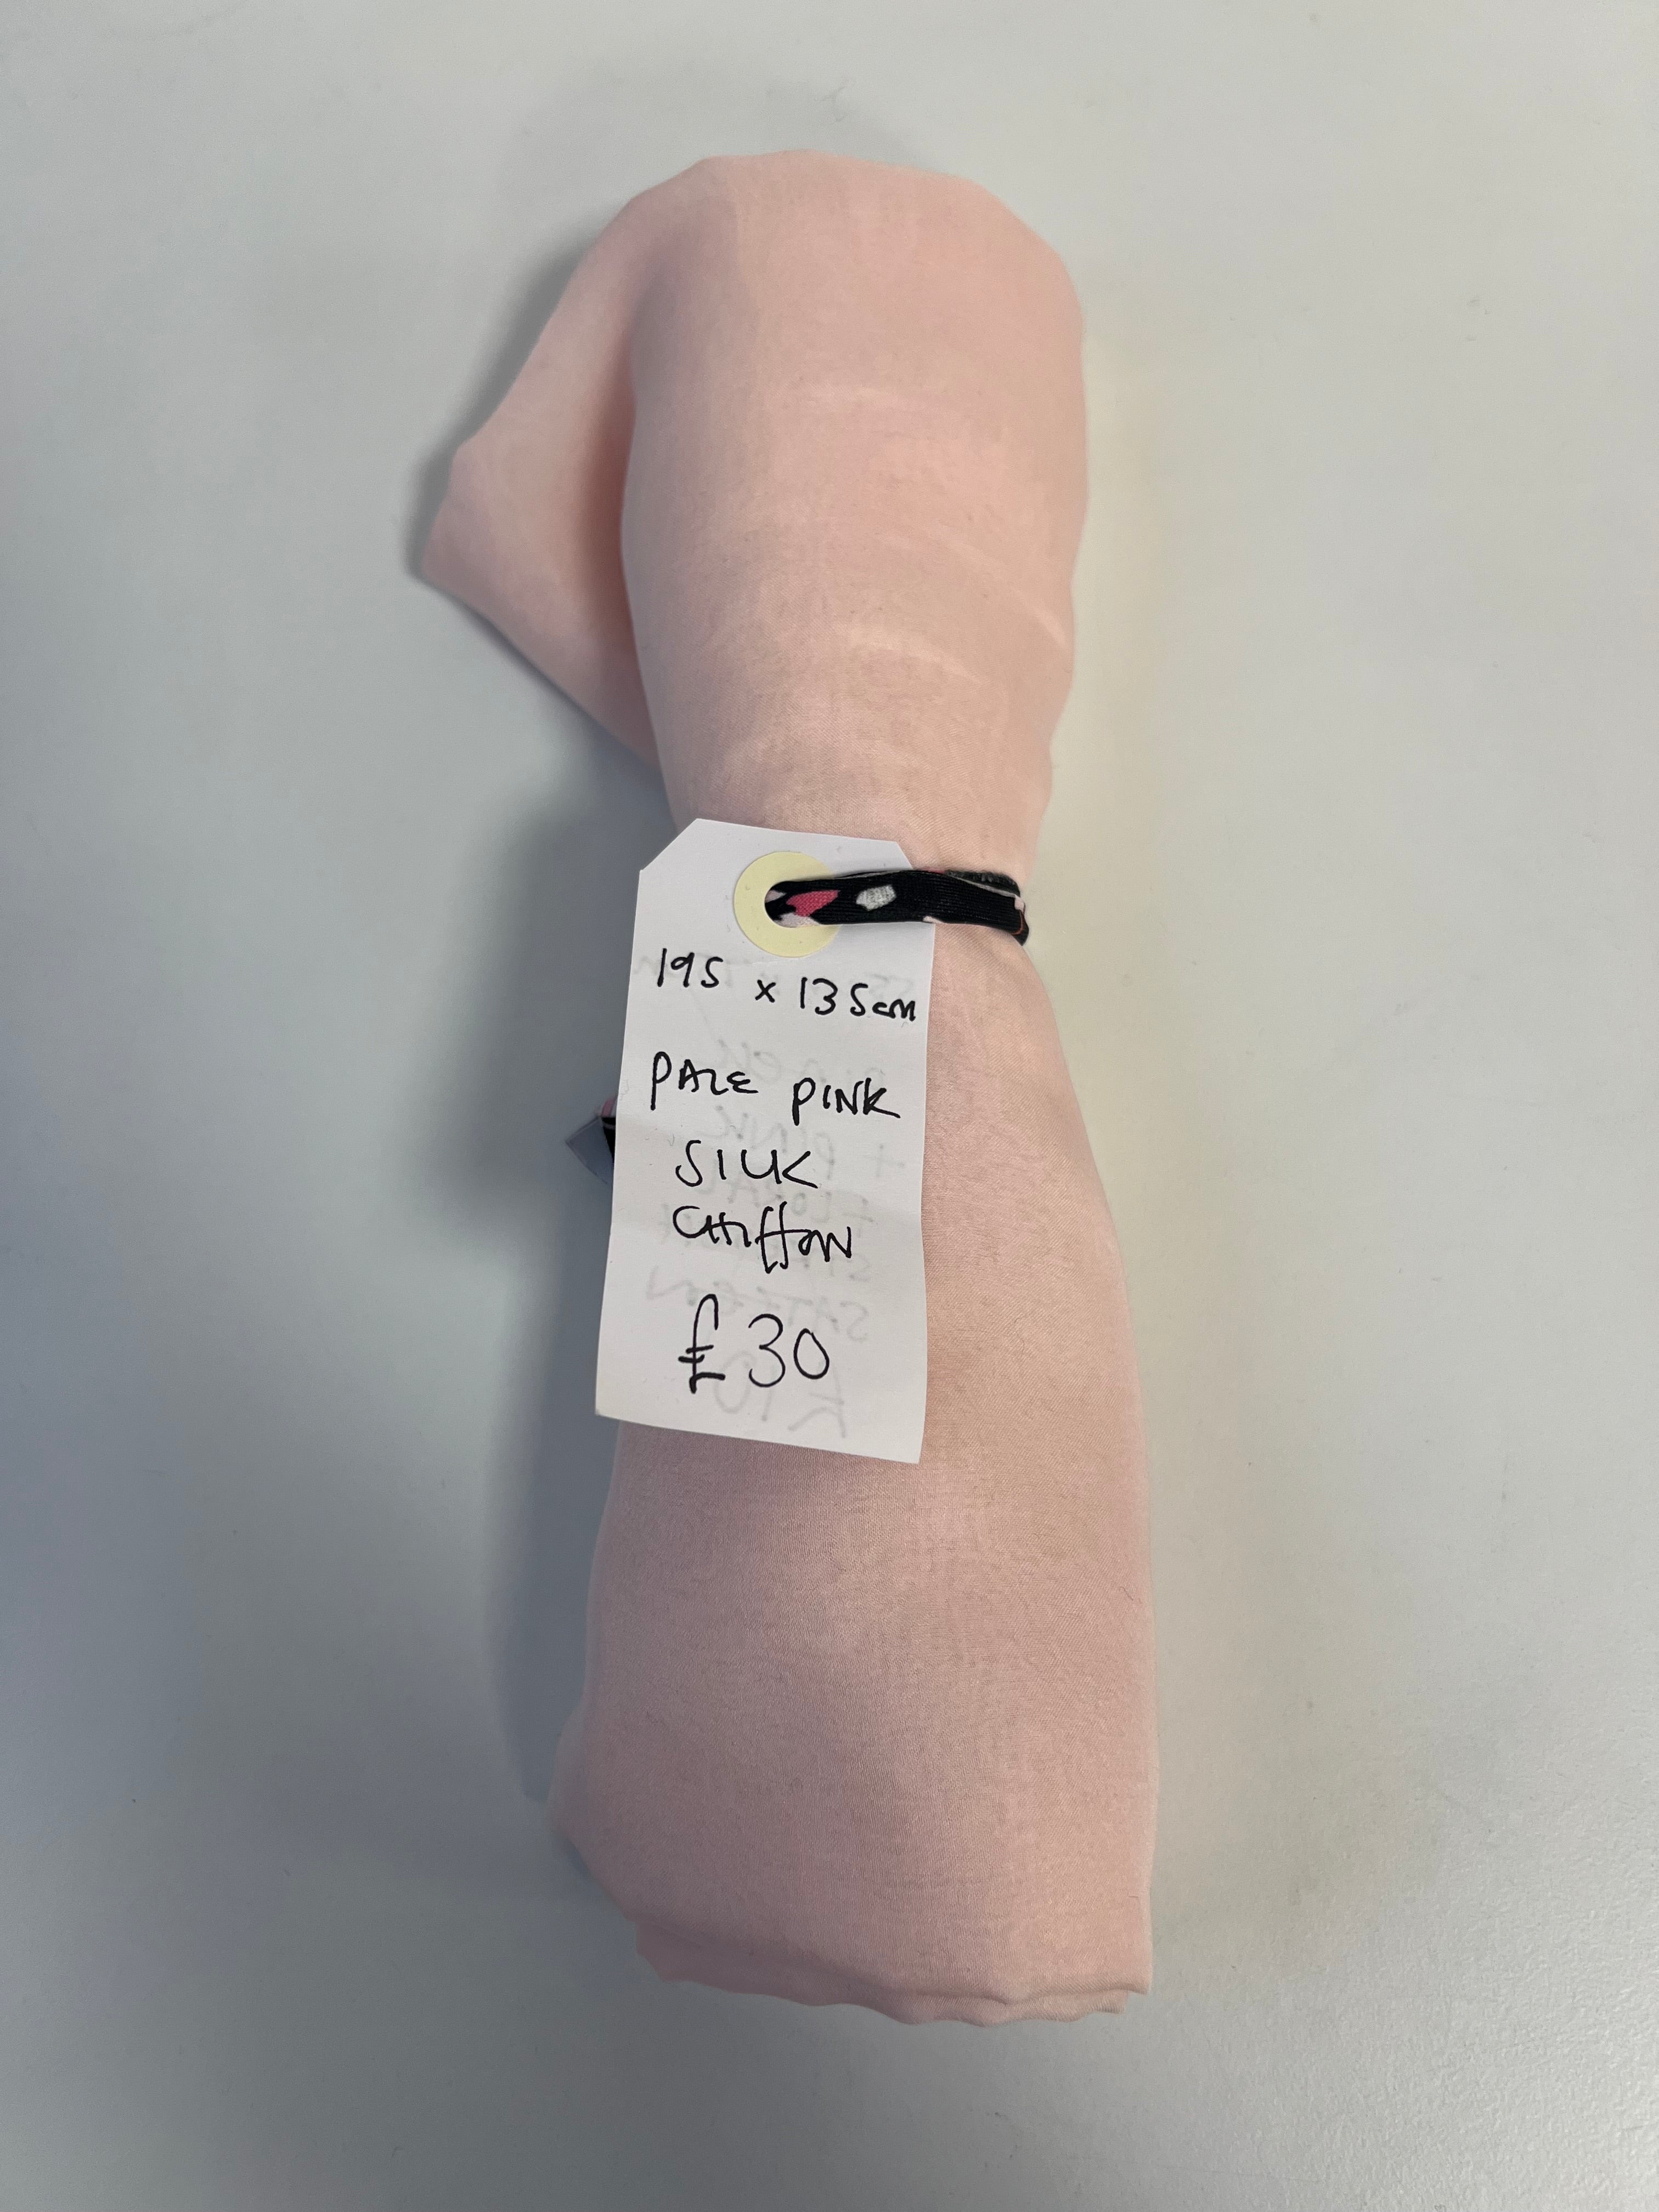 195 x 135cm
PALE PINK
SILK
CHIFFON
£30